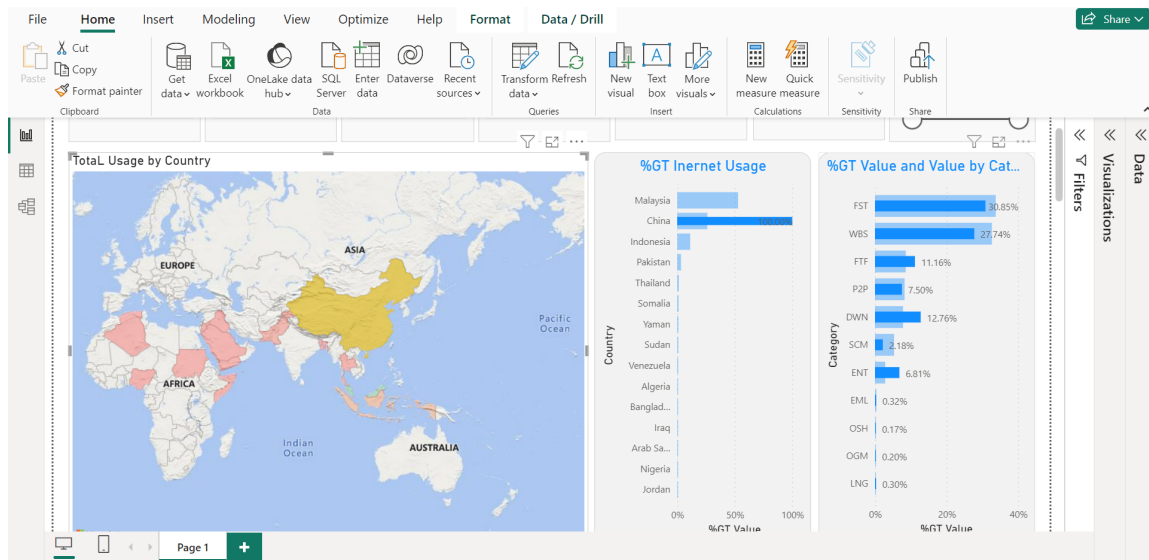 File Home Insert Modeling View Optimize Help Format Data / Drill Share
Paste
Cut
Copy
Format painter
Clipboard
Get data
Excel workbook
OneLake data hub
SQL Server
Enter data
Dataverse
Recent sources
Data
Transform data
Refresh
Queries
New visual
Text box
More visuals
Insert
New measure
Quick measure
Calculations
Sensitivity
Sensitivity
Publish
Share
TotaL Usage by Country
ASIA
EUROPE
AFRICA
AUSTRALIA
Pacific
Ocean
Indian
Ocean
%GT Inernet Usage
Country
Malaysia
China 100.00%
Indonesia
Pakistan
Thailand
Somalia
Yaman
Sudan
Venezuela
Algeria
Banglad...
Iraq
Arab Sa...
Nigeria
Jordan
0% 50% 100%
%GT Value
%GT Value and Value by Cat...
Category
FST 30.85%
WBS 27.74%
FTF 11.16%
P2P 7.50%
DWN 12.76%
SCM 2.18%
ENT 6.81%
EML 0.32%
OSH 0.17%
OGM 0.20%
LNG 0.30%
0% 20% 40%
%GT Value
Filters
Visualizations
Data
Page 1